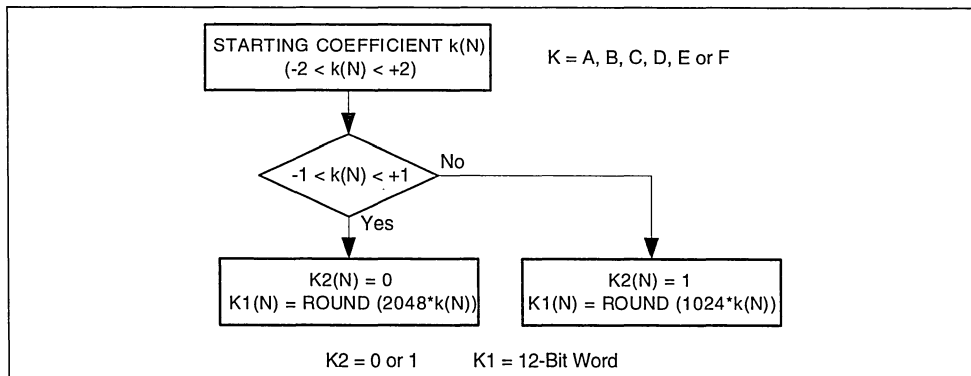 STARTING COEFFICIENT k(N)
(-2 < k(N) < +2)
K = A, B, C, D, E or F
-1 < k(N) < +1
No
Yes
K2(N) = 0
K1(N) = ROUND (2048*k(N))
K2(N) = 1
K1(N) = ROUND (1024*k(N))
K2 = 0 or 1 K1 = 12-Bit Word